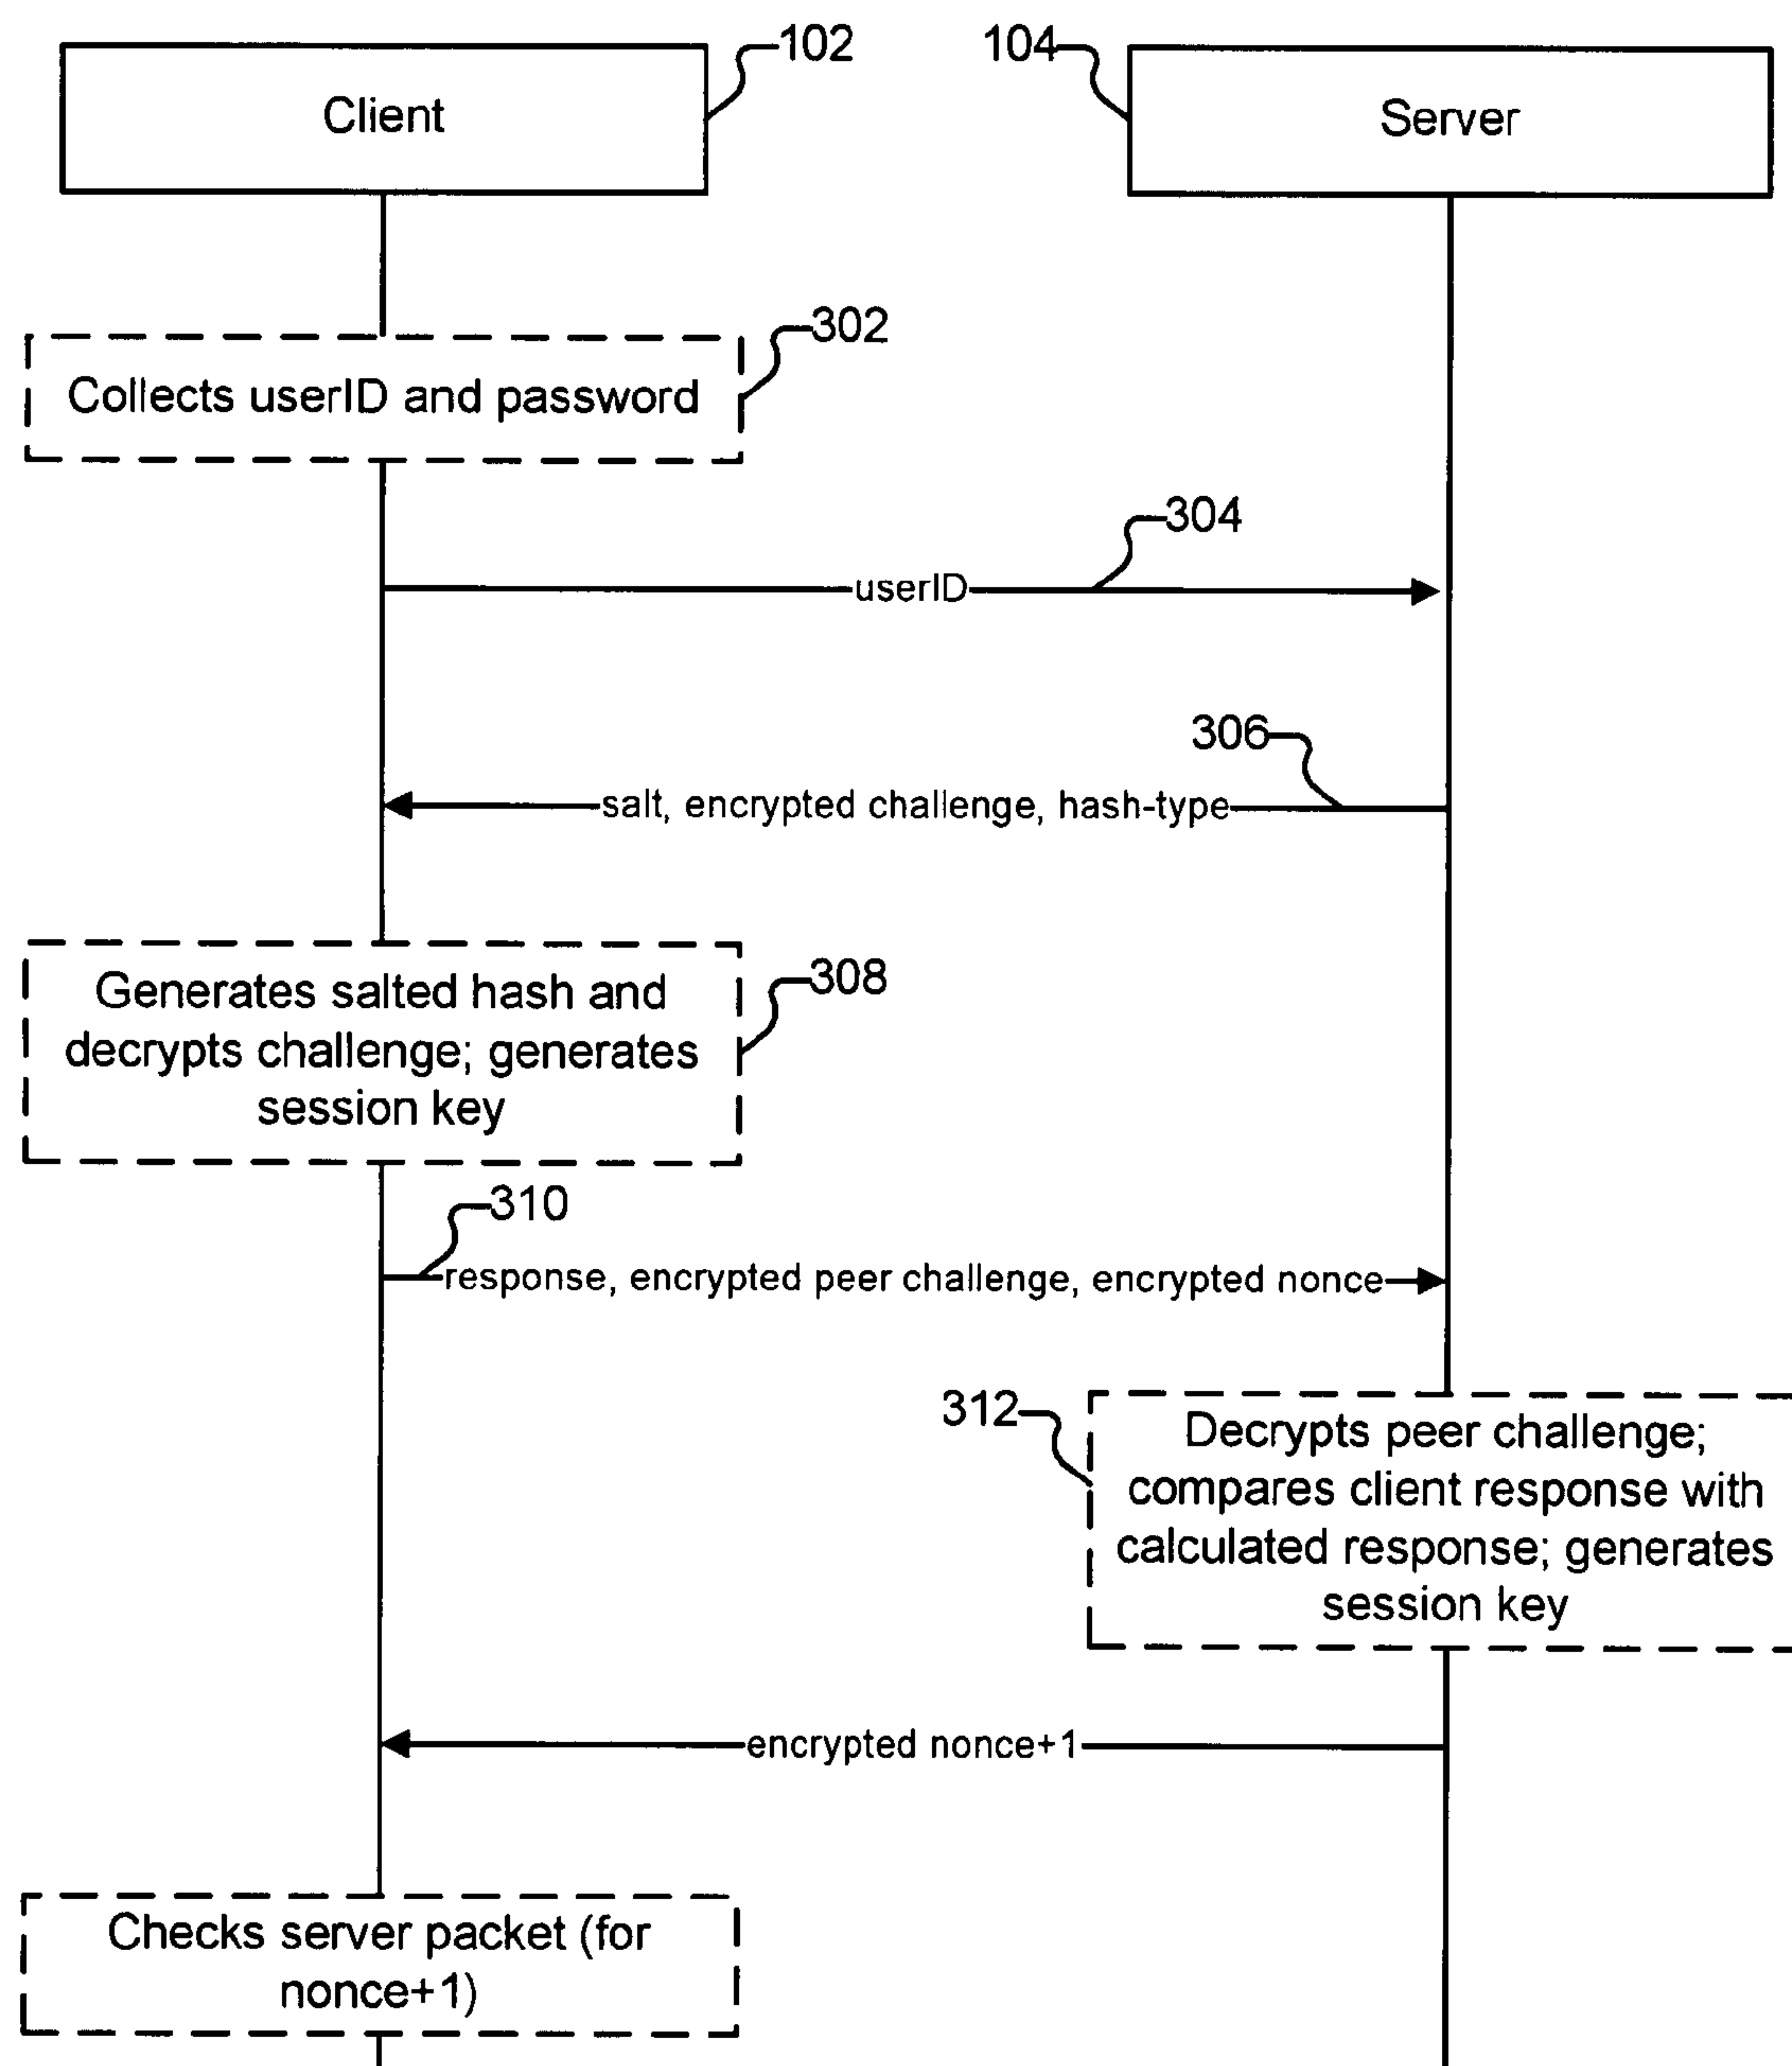 102
104
Client
Server
302
Collects userID and password
304
userID
306
salt, encrypted challenge, hash-type
308
Generates salted hash and
decrypts challenge; generates
session key
310
response, encrypted peer challenge, encrypted nonce
312
Decrypts peer challenge;
compares client response with
calculated response; generates
session key
encrypted nonce+1
Checks server packet (for
nonce+1)